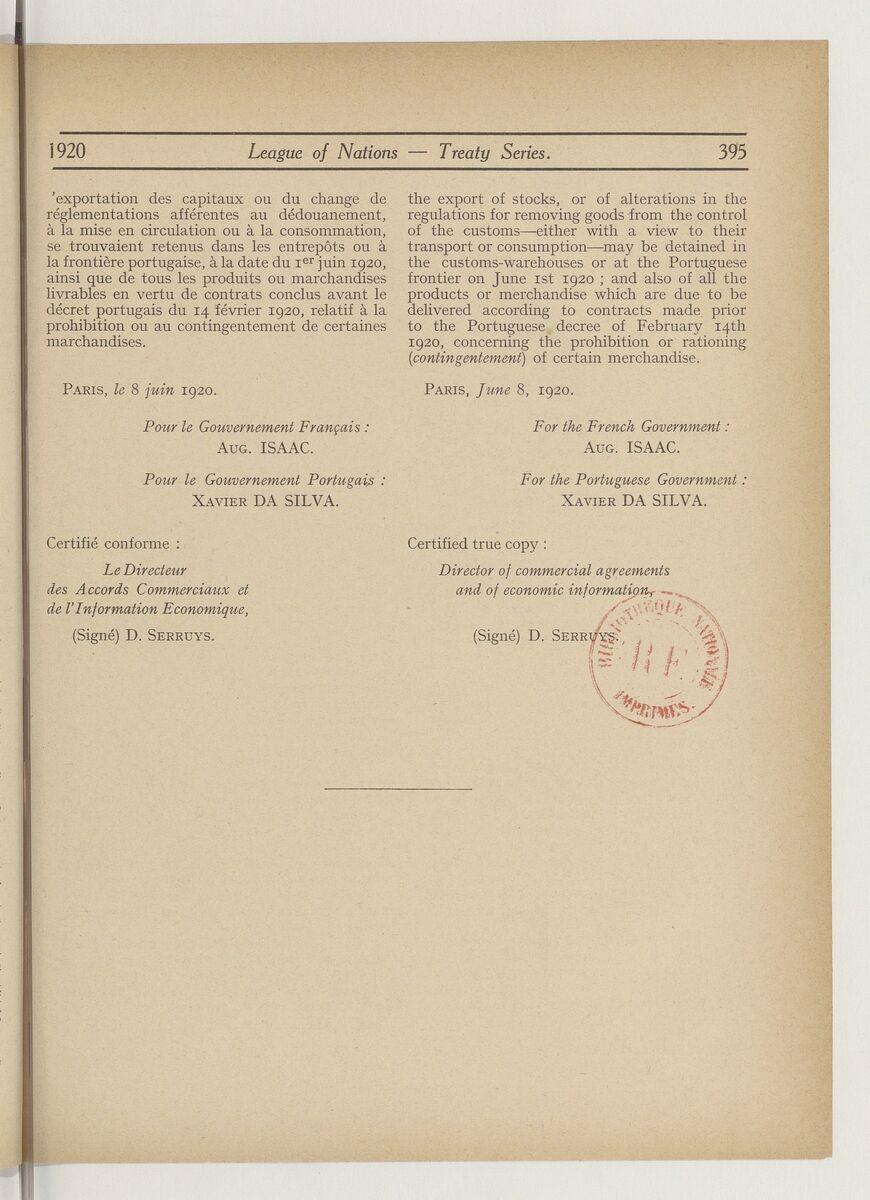 1920 League of Nations — Treaty Series. 395
'exportation des capitaux ou du change de
réglementations afférentes au dédouanement,
à la mise en circulation ou à la consommation,
se trouvaient retenus dans les entrepôts ou à
la frontière portugaise, à la date du 1er juin 1920,
ainsi que de tous les produits ou marchandises
livrables en vertu de contrats conclus avant le
décret portugais du 14 février 1920, relatif à la
prohibition ou au contingentement de certaines
marchandises.
PARIS, le 8 juin 1920.
Pour le Gouvernement Français :
AUG. ISAAC.
Pour le Gouvernement Portugais :
XAVIER DA SILVA.
Certifié conforme :
Le Directeur
des Accords Commerciaux et
de l'Information Economique,
(Signé) D. SERRUYS.
the export of stocks, or of alterations in the
regulations for removing goods from the control
of the customs—either with a view to their
transport or consumption—may be detained in
the customs-warehouses or at the Portuguese
frontier on June 1st 1920 ; and also of all the
products or merchandise which are due to be
delivered according to contracts made prior
to the Portuguese decree of February 14th
1920, concerning the prohibition or rationing
(contingentement) of certain merchandise.
PARIS, June 8, 1920.
For the French Government :
AUG. ISAAC.
For the Portuguese Government :
XAVIER DA SILVA.
Certified true copy :
Director of commercial agreements
and of economic information,
(Signé) D. SERRUYS.
BIBLIOTHÈQUE NATIONALE
R F
IMPRIMÉS.